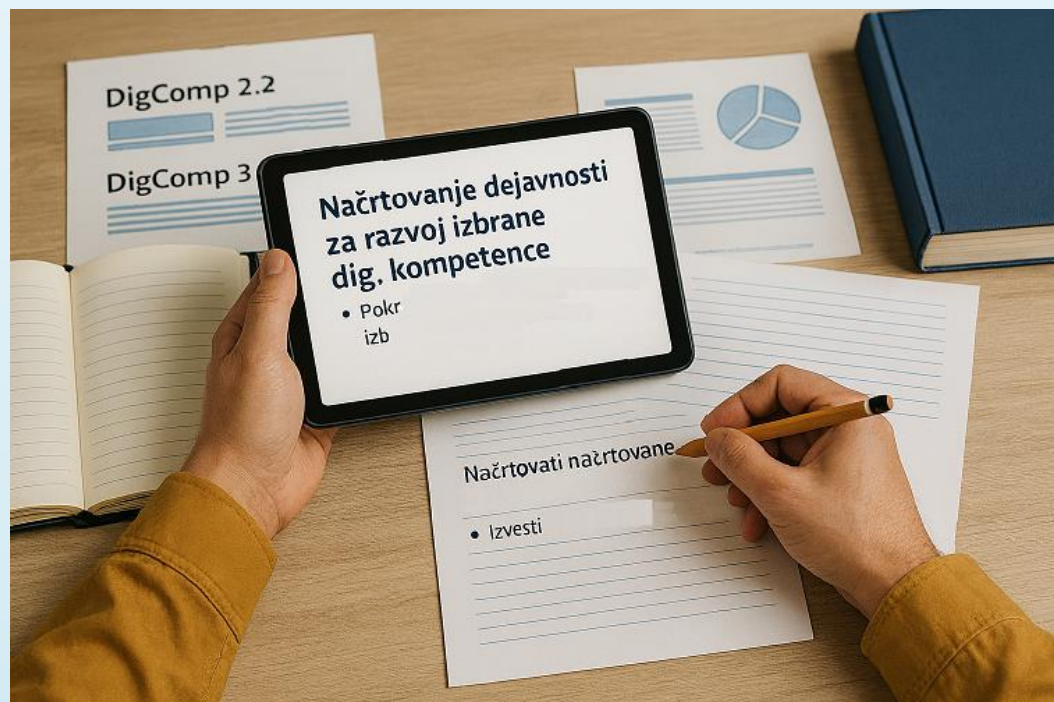 DigComp 2.2
DigComp 3
Načrtovanje dejavnosti
za razvoj izbrane
dig. kompetence
• Pokr
izb
Načrtovati načrtovane
• Izvesti